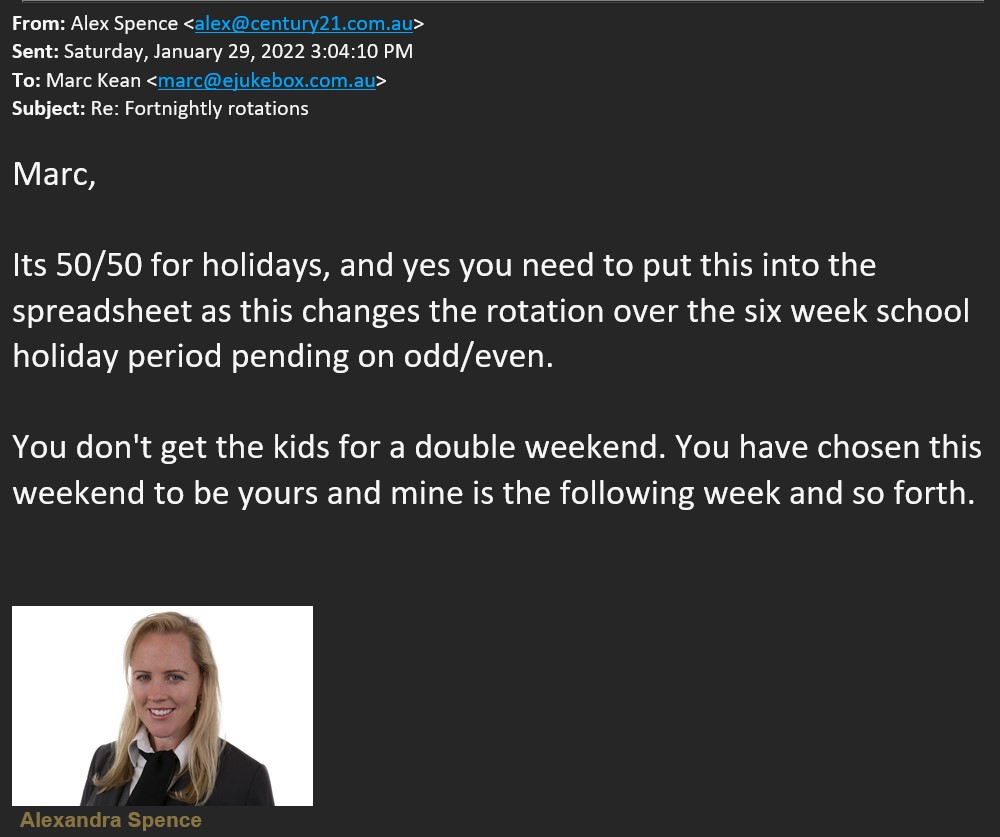 From: Alex Spence <alex@century21.com.au>
Sent: Saturday, January 29, 2022 3:04:10 PM
To: Marc Kean <marc@ejukebox.com.au>
Subject: Re: Fortnightly rotations
Marc,
Its 50/50 for holidays, and yes you need to put this into the
spreadsheet as this changes the rotation over the six week school
holiday period pending on odd/even.
You don't get the kids for a double weekend. You have chosen this
weekend to be yours and mine is the following week and so forth.
Alexandra Spence